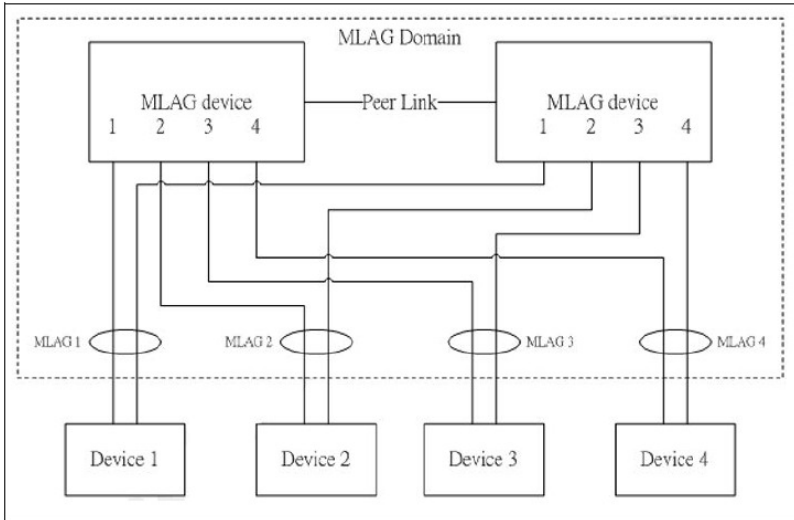 MLAG Domain
MLAG device
Peer Link
MLAG device
1 2 3 4
1 2 3 4
MLAG 1
MLAG 2
MLAG 3
MLAG 4
Device 1
Device 2
Device 3
Device 4